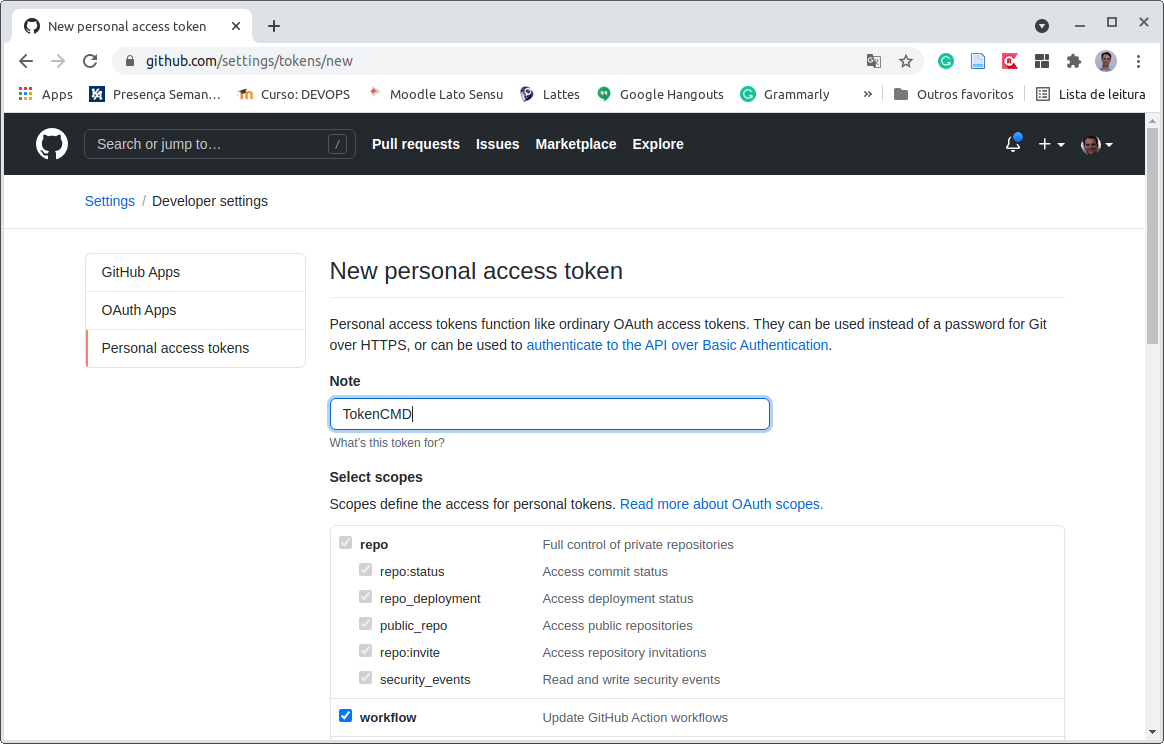 New personal access token
github.com/settings/tokens/new
Apps
Presença Seman…
Curso: DEVOPS
Moodle Lato Sensu
Lattes
Google Hangouts
Grammarly
»
Outros favoritos
Lista de leitura
Search or jump to…
/
Pull requests
Issues
Marketplace
Explore
Settings / Developer settings
GitHub Apps
OAuth Apps
Personal access tokens
New personal access token
Personal access tokens function like ordinary OAuth access tokens. They can be used instead of a password for Git
over HTTPS, or can be used to authenticate to the API over Basic Authentication.
Note
TokenCMD
What's this token for?
Select scopes
Scopes define the access for personal tokens. Read more about OAuth scopes.
repo Full control of private repositories
repo:status Access commit status
repo_deployment Access deployment status
public_repo Access public repositories
repo:invite Access repository invitations
security_events Read and write security events
workflow Update GitHub Action workflows